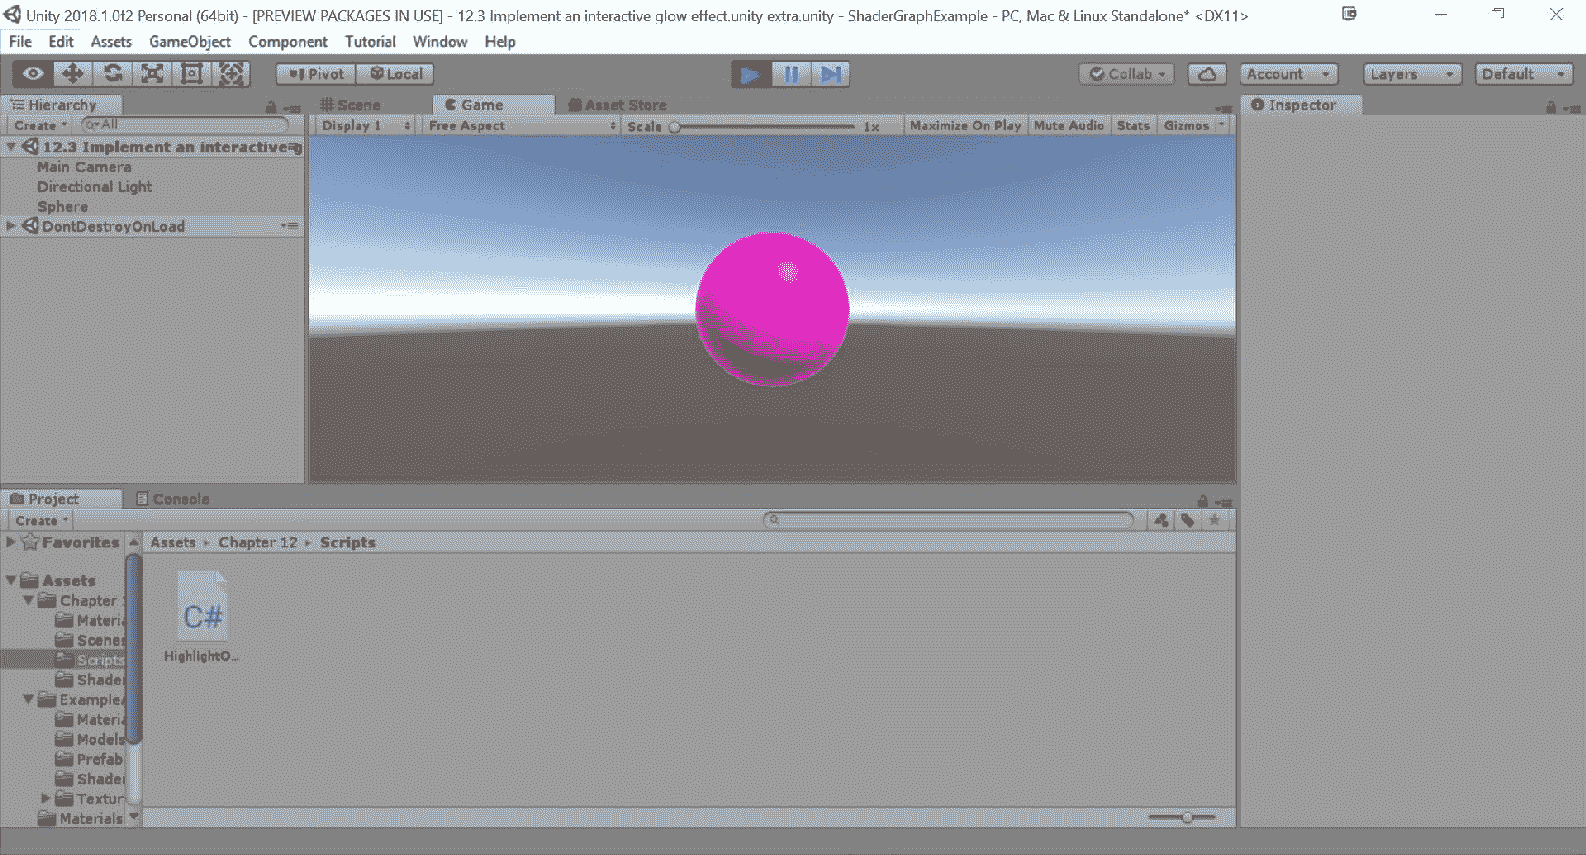 Unity 2018.1.0f2 Personal (64bit) - [PREVIEW PACKAGES IN USE] - 12.3 Implement an interactive glow effect.unity extra.unity - ShaderGraphExample - PC, Mac & Linux Standalone* <DX11>
File Edit Assets GameObject Component Tutorial Window Help
Pivot Local Collab Account Layers Default
Hierarchy Scene Game Asset Store Inspector
Create All Display 1 Free Aspect Scale 1x Maximize On Play Mute Audio Stats Gizmos
12.3 Implement an interactive g
Main Camera
Directional Light
Sphere
DontDestroyOnLoad
Project Console
Create
Favorites Assets Chapter 12 Scripts
Assets
Chapter
Materia
Scenes
Scripts
Shade
Example
Materia
Models
Prefab
Shade
Textur
Materials
C#
HighlightO...